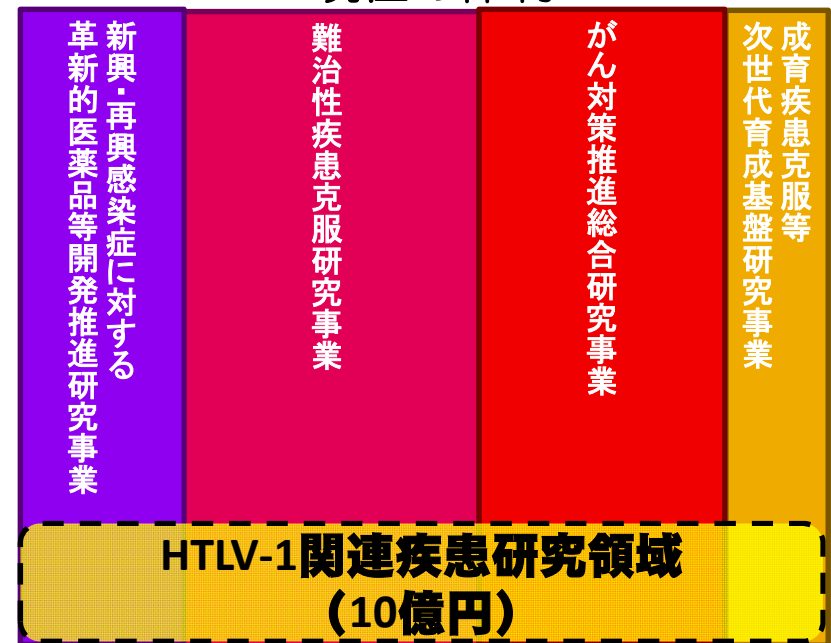 新興・再興感染症に対する
革新的医薬品等開発推進研究事業
難治性疾患克服研究事業
がん対策推進総合研究事業
成育疾患克服等
次世代育成基盤研究事業
HTLV-1関連疾患研究領域
（10億円）